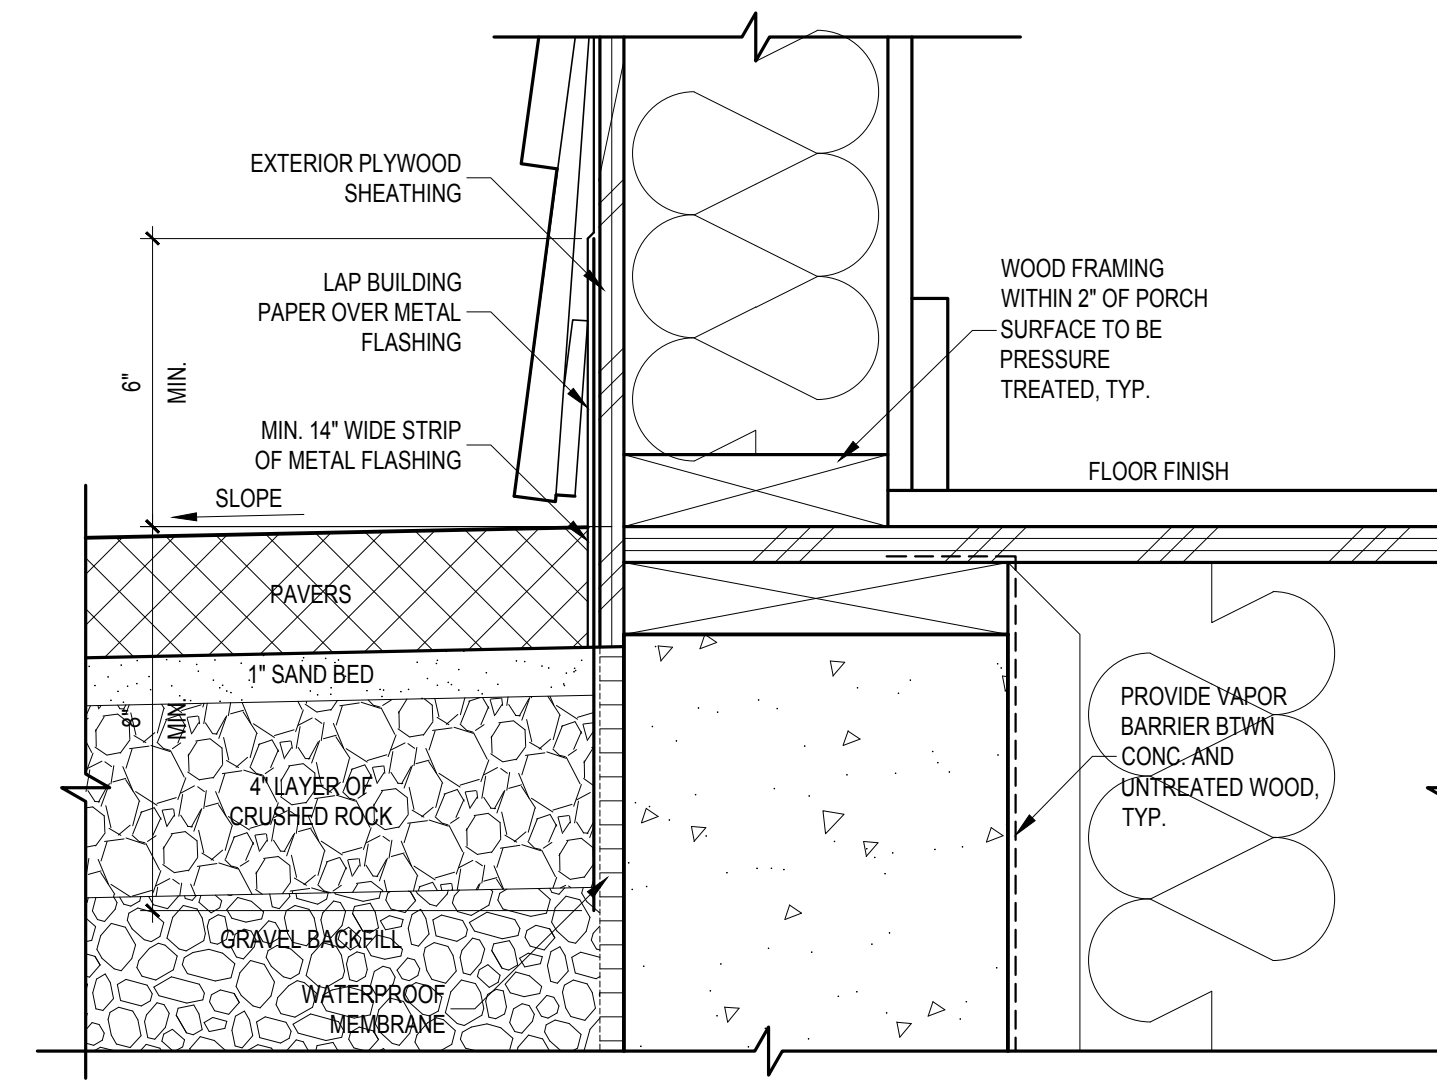 EXTERIOR PLYWOOD
SHEATHING
LAP BUILDING
PAPER OVER METAL
FLASHING
6"
MIN.
MIN. 14" WIDE STRIP
OF METAL FLASHING
SLOPE
WOOD FRAMING
WITHIN 2" OF PORCH
SURFACE TO BE
PRESSURE
TREATED, TYP.
FLOOR FINISH
PAVERS
1" SAND BED
8"
MIN.
4" LAYER OF
CRUSHED ROCK
GRAVEL BACKFILL
WATERPROOF
MEMBRANE
PROVIDE VAPOR
BARRIER BTWN
CONC. AND
UNTREATED WOOD,
TYP.